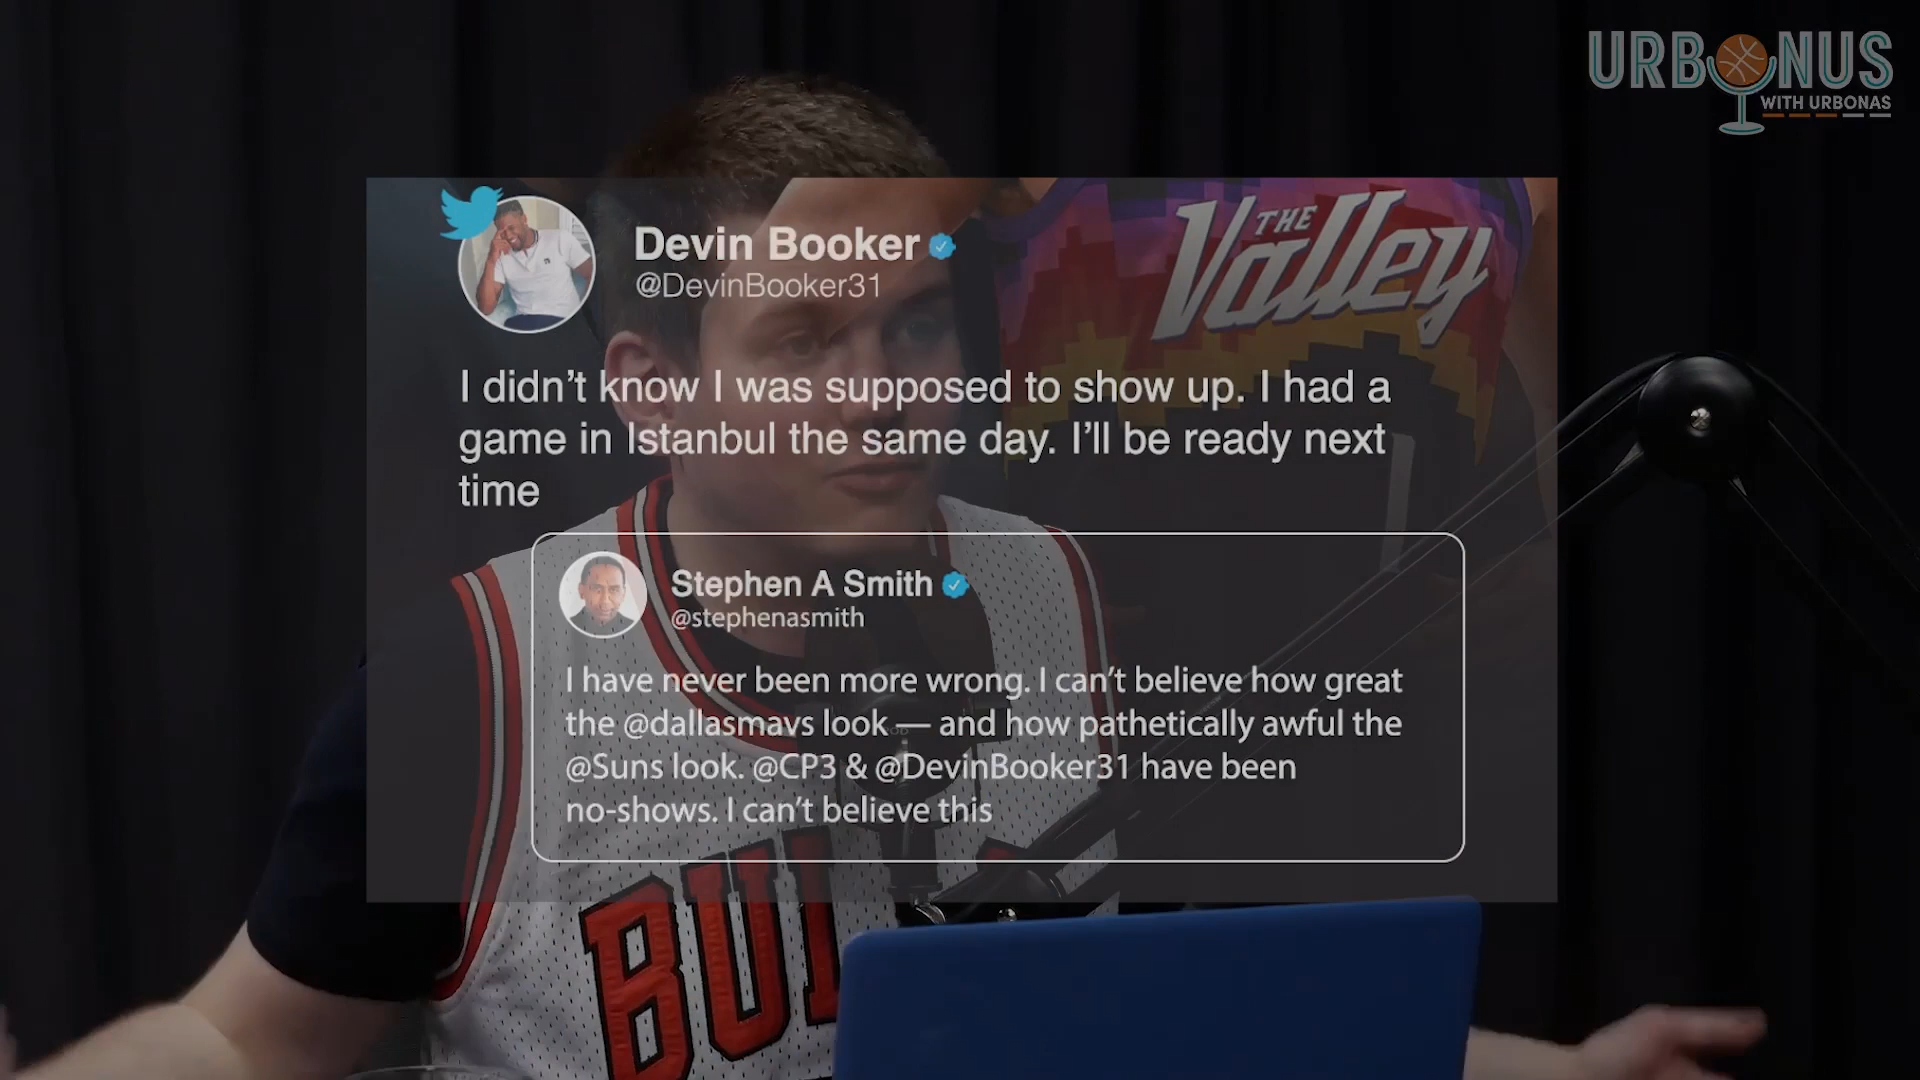 URBONUS
WITH URBONAS
THE
Valley
Devin Booker
@DevinBooker31
I didn't know I was supposed to show up. I had a
game in Istanbul the same day. I'll be ready next
time
Stephen A Smith
@stephenasmith
I have never been more wrong. I can't believe how great
the @dallasmavs look — and how pathetically awful the
@Suns look. @CP3 & @DevinBooker31 have been
no-shows. I can't believe this
BUL